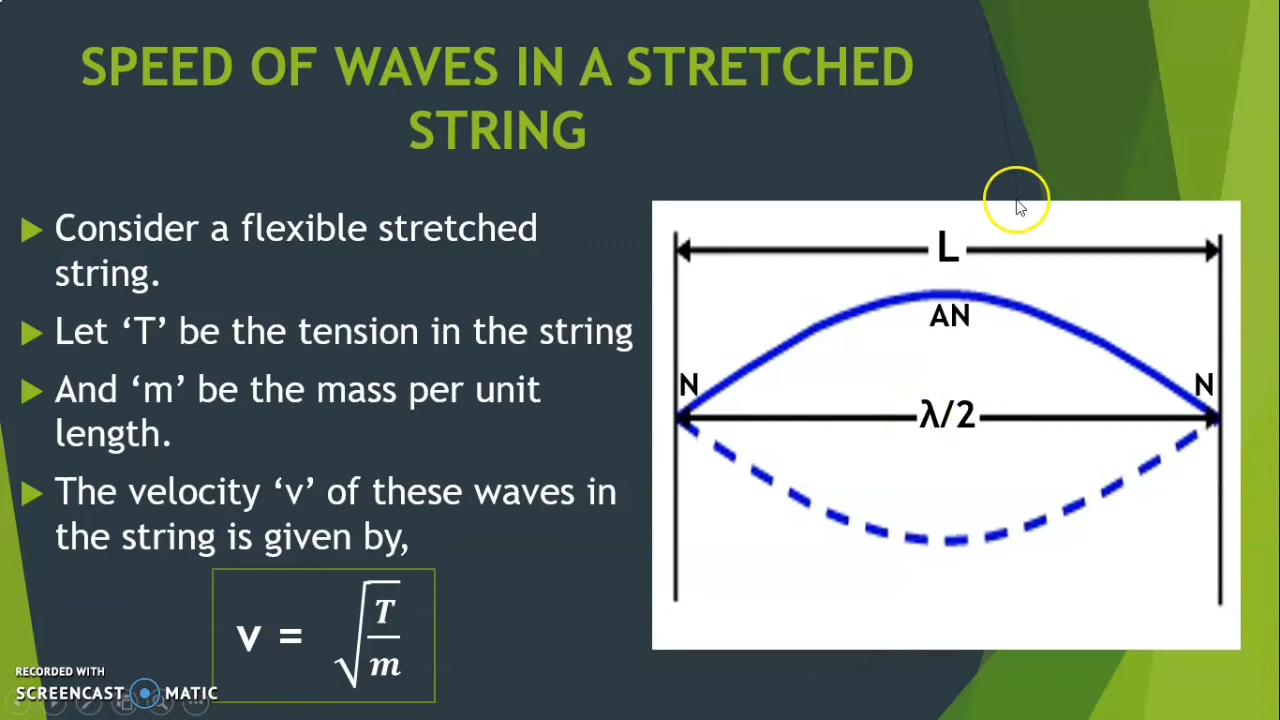 SPEED OF WAVES IN A STRETCHED
STRING
Consider a flexible stretched
string.
Let ‘T’ be the tension in the string
And ‘m’ be the mass per unit
length.
The velocity ‘v’ of these waves in
the string is given by,
v = √(T/m)
L
AN
N N
λ/2
RECORDED WITH
SCREENCAST MATIC